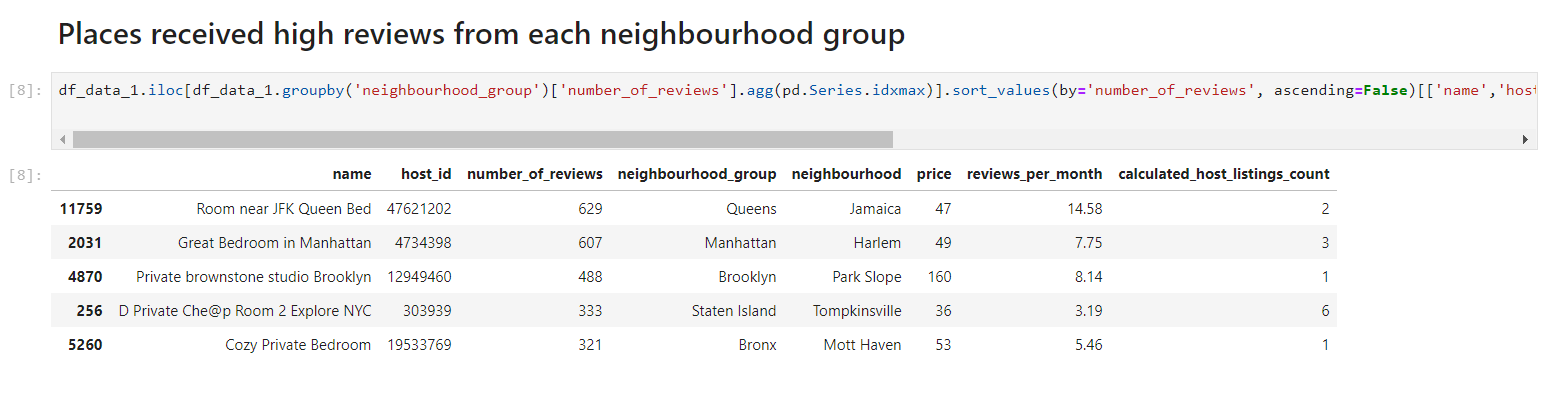 Places received high reviews from each neighbourhood group
[8]: df_data_1.iloc[df_data_1.groupby('neighbourhood_group')['number_of_reviews'].agg(pd.Series.idxmax)].sort_values(by='number_of_reviews', ascending=False)[['name','host
[8]:
name host_id number_of_reviews neighbourhood_group neighbourhood price reviews_per_month calculated_host_listings_count
11759 Room near JFK Queen Bed 47621202 629 Queens Jamaica 47 14.58 2
2031 Great Bedroom in Manhattan 4734398 607 Manhattan Harlem 49 7.75 3
4870 Private brownstone studio Brooklyn 12949460 488 Brooklyn Park Slope 160 8.14 1
256 D Private Che@p Room 2 Explore NYC 303939 333 Staten Island Tompkinsville 36 3.19 6
5260 Cozy Private Bedroom 19533769 321 Bronx Mott Haven 53 5.46 1